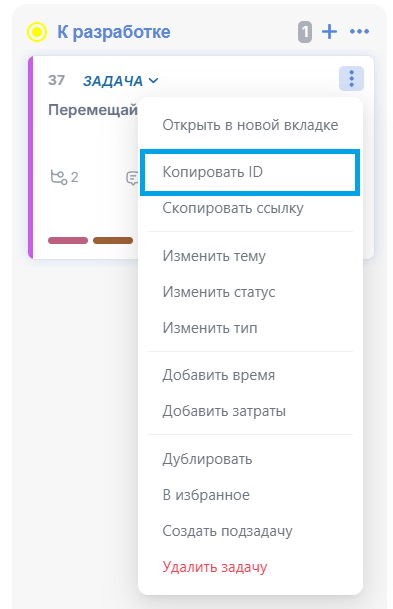 К разработке 1
37 ЗАДАЧА
Перемещай
2
Открыть в новой вкладке
Копировать ID
Скопировать ссылку
Изменить тему
Изменить статус
Изменить тип
Добавить время
Добавить затраты
Дублировать
В избранное
Создать подзадачу
Удалить задачу